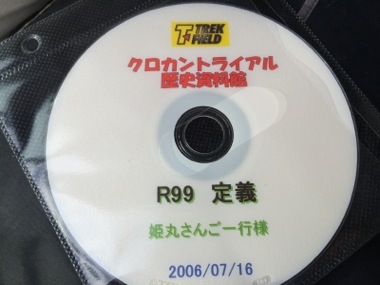 TREK
FIELD
クロカントライアル
歴史資料館
R99 定義
姫丸さんご一行様
2006/07/16